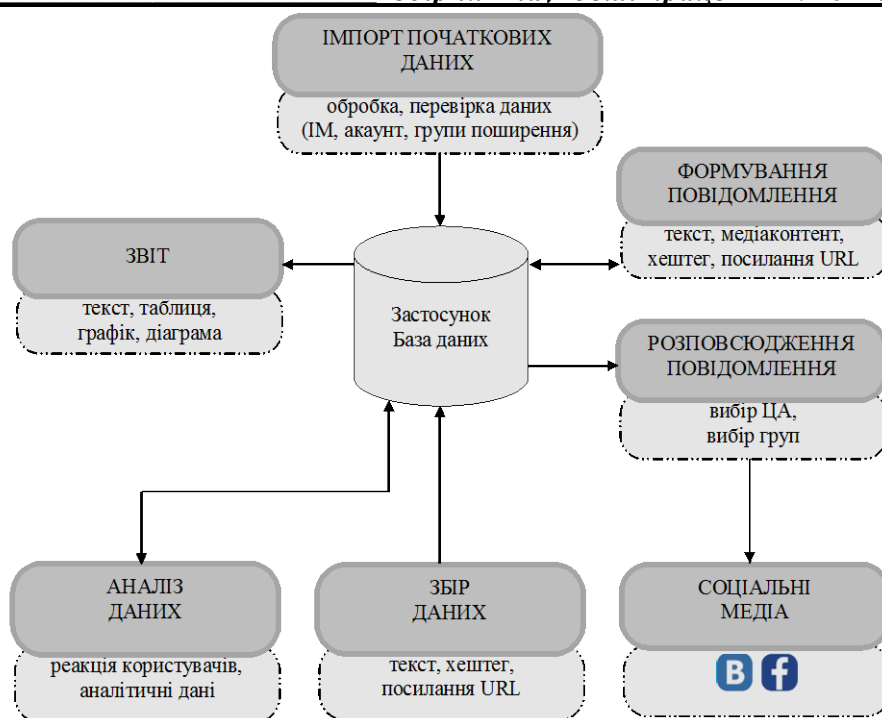 ІМПОРТ ПОЧАТКОВИХ
ДАНИХ
обробка, перевірка даних
(ІМ, акаунт, групи поширення)
ФОРМУВАННЯ
ПОВІДОМЛЕННЯ
текст, медіаконтент,
хештег, посилання URL
ЗВІТ
текст, таблиця,
графік, діаграма
Застосунок
База даних
РОЗПОВСЮДЖЕННЯ
ПОВІДОМЛЕННЯ
вибір ЦА,
вибір груп
АНАЛІЗ
ДАНИХ
реакція користувачів,
аналітичні дані
ЗБІР
ДАНИХ
текст, хештег,
посилання URL
СОЦІАЛЬНІ
МЕДІА
B f